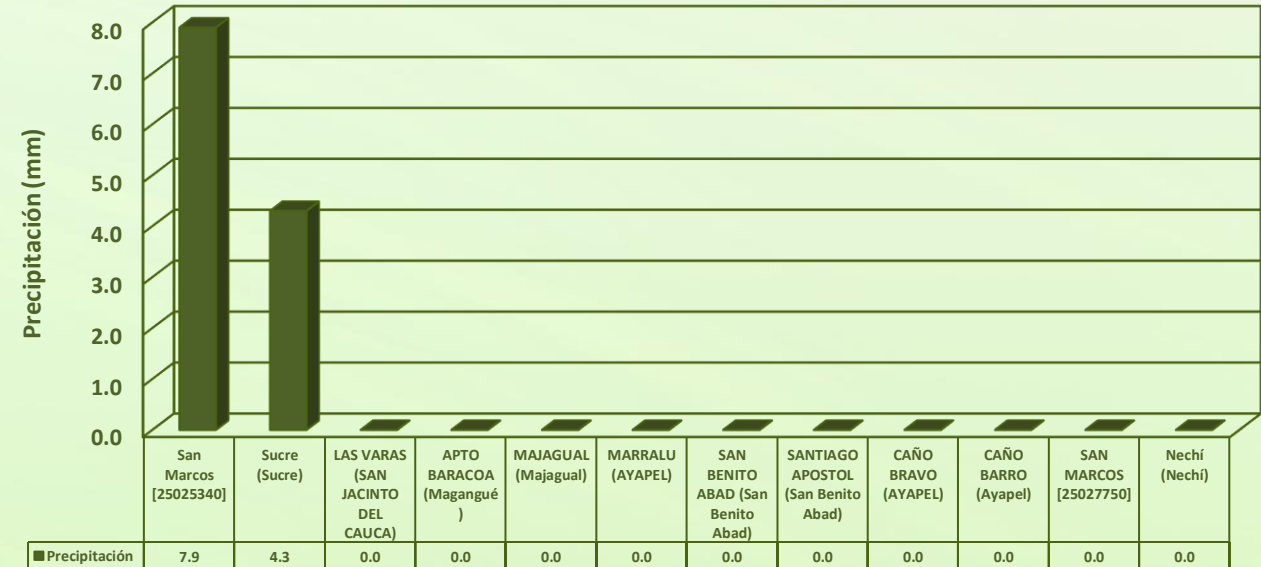 Precipitación (mm)
8.0
7.0
6.0
5.0
4.0
3.0
2.0
1.0
0.0
San
Marcos
[25025340]
Sucre
(Sucre)
LAS VARAS
(SAN
JACINTO
DEL
CAUCA)
APTO
BARACOA
(Magangué
)
MAJAGUAL
(Majagual)
MARRALU
(AYAPEL)
SAN
BENITO
ABAD (San
Benito
Abad)
SANTIAGO
APOSTOL
(San Benito
Abad)
CAÑO
BRAVO
(AYAPEL)
CAÑO
BARRO
(Ayapel)
SAN
MARCOS
[25027750]
Nechí
(Nechí)
Precipitación 7.9 4.3 0.0 0.0 0.0 0.0 0.0 0.0 0.0 0.0 0.0 0.0